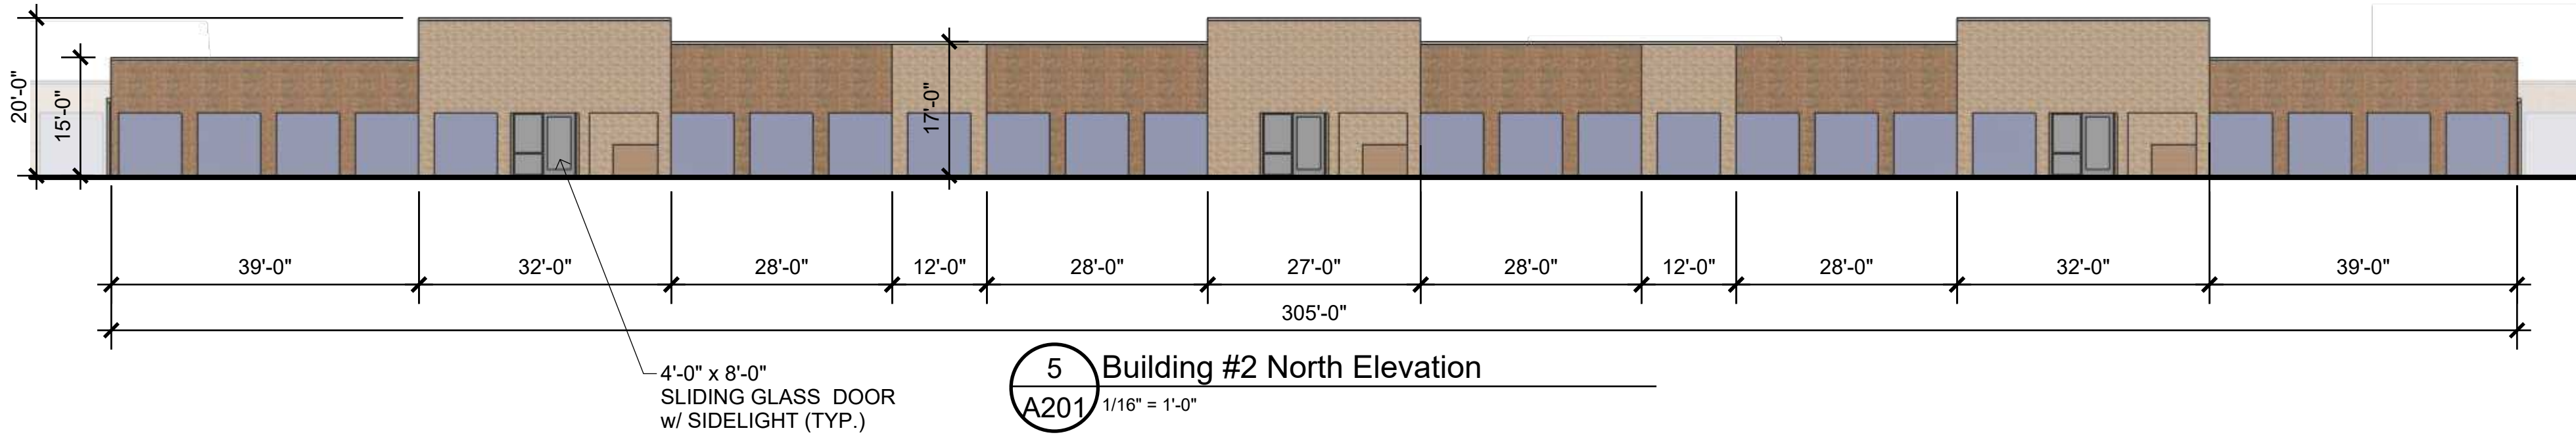 20'-0"
15'-0"
17'-0"
39'-0" 32'-0" 28'-0" 12'-0" 28'-0" 27'-0" 28'-0" 12'-0" 28'-0" 32'-0" 39'-0"
305'-0"
4'-0" x 8'-0"
SLIDING GLASS DOOR
w/ SIDELIGHT (TYP.)
5
A201
Building #2 North Elevation
1/16" = 1'-0"